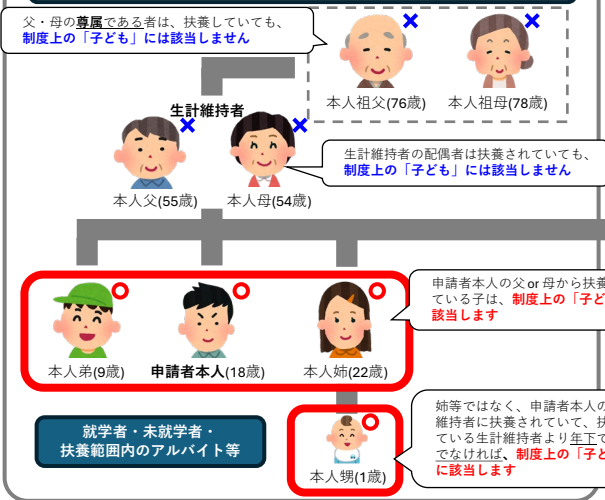 父・母の尊属である者は、扶養していても、
制度上の「子ども」には該当しません
本人祖父(76歳)
本人祖母(78歳)
生計維持者
生計維持者の配偶者は扶養されていても、
制度上の「子ども」には該当しません
本人父(55歳)
本人母(54歳)
申請者本人の父or 母から扶養
ている子は、制度上の「子ど
該当します
本人弟(9歳)
申請者本人(18歳)
本人姉(22歳)
就学者・未就学者・
扶養範囲内のアルバイト等
姉等ではなく、申請者本人の
維持者に扶養されていて、扶
ている生計維持者より年下で
でなければ、制度上の「子ど
に該当します
本人甥(1歳)